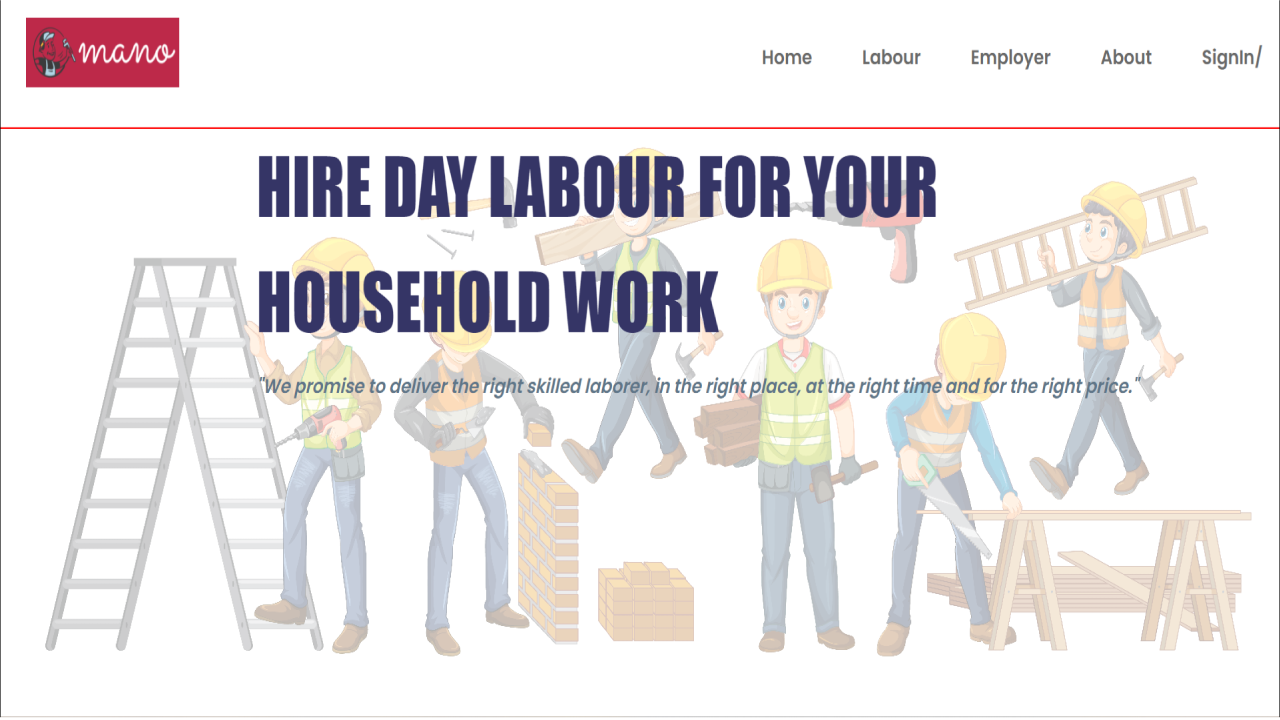 mano
Home Labour Employer About SignIn/
HIRE DAY LABOUR FOR YOUR
HOUSEHOLD WORK
"We promise to deliver the right skilled laborer, in the right place, at the right time and for the right price."